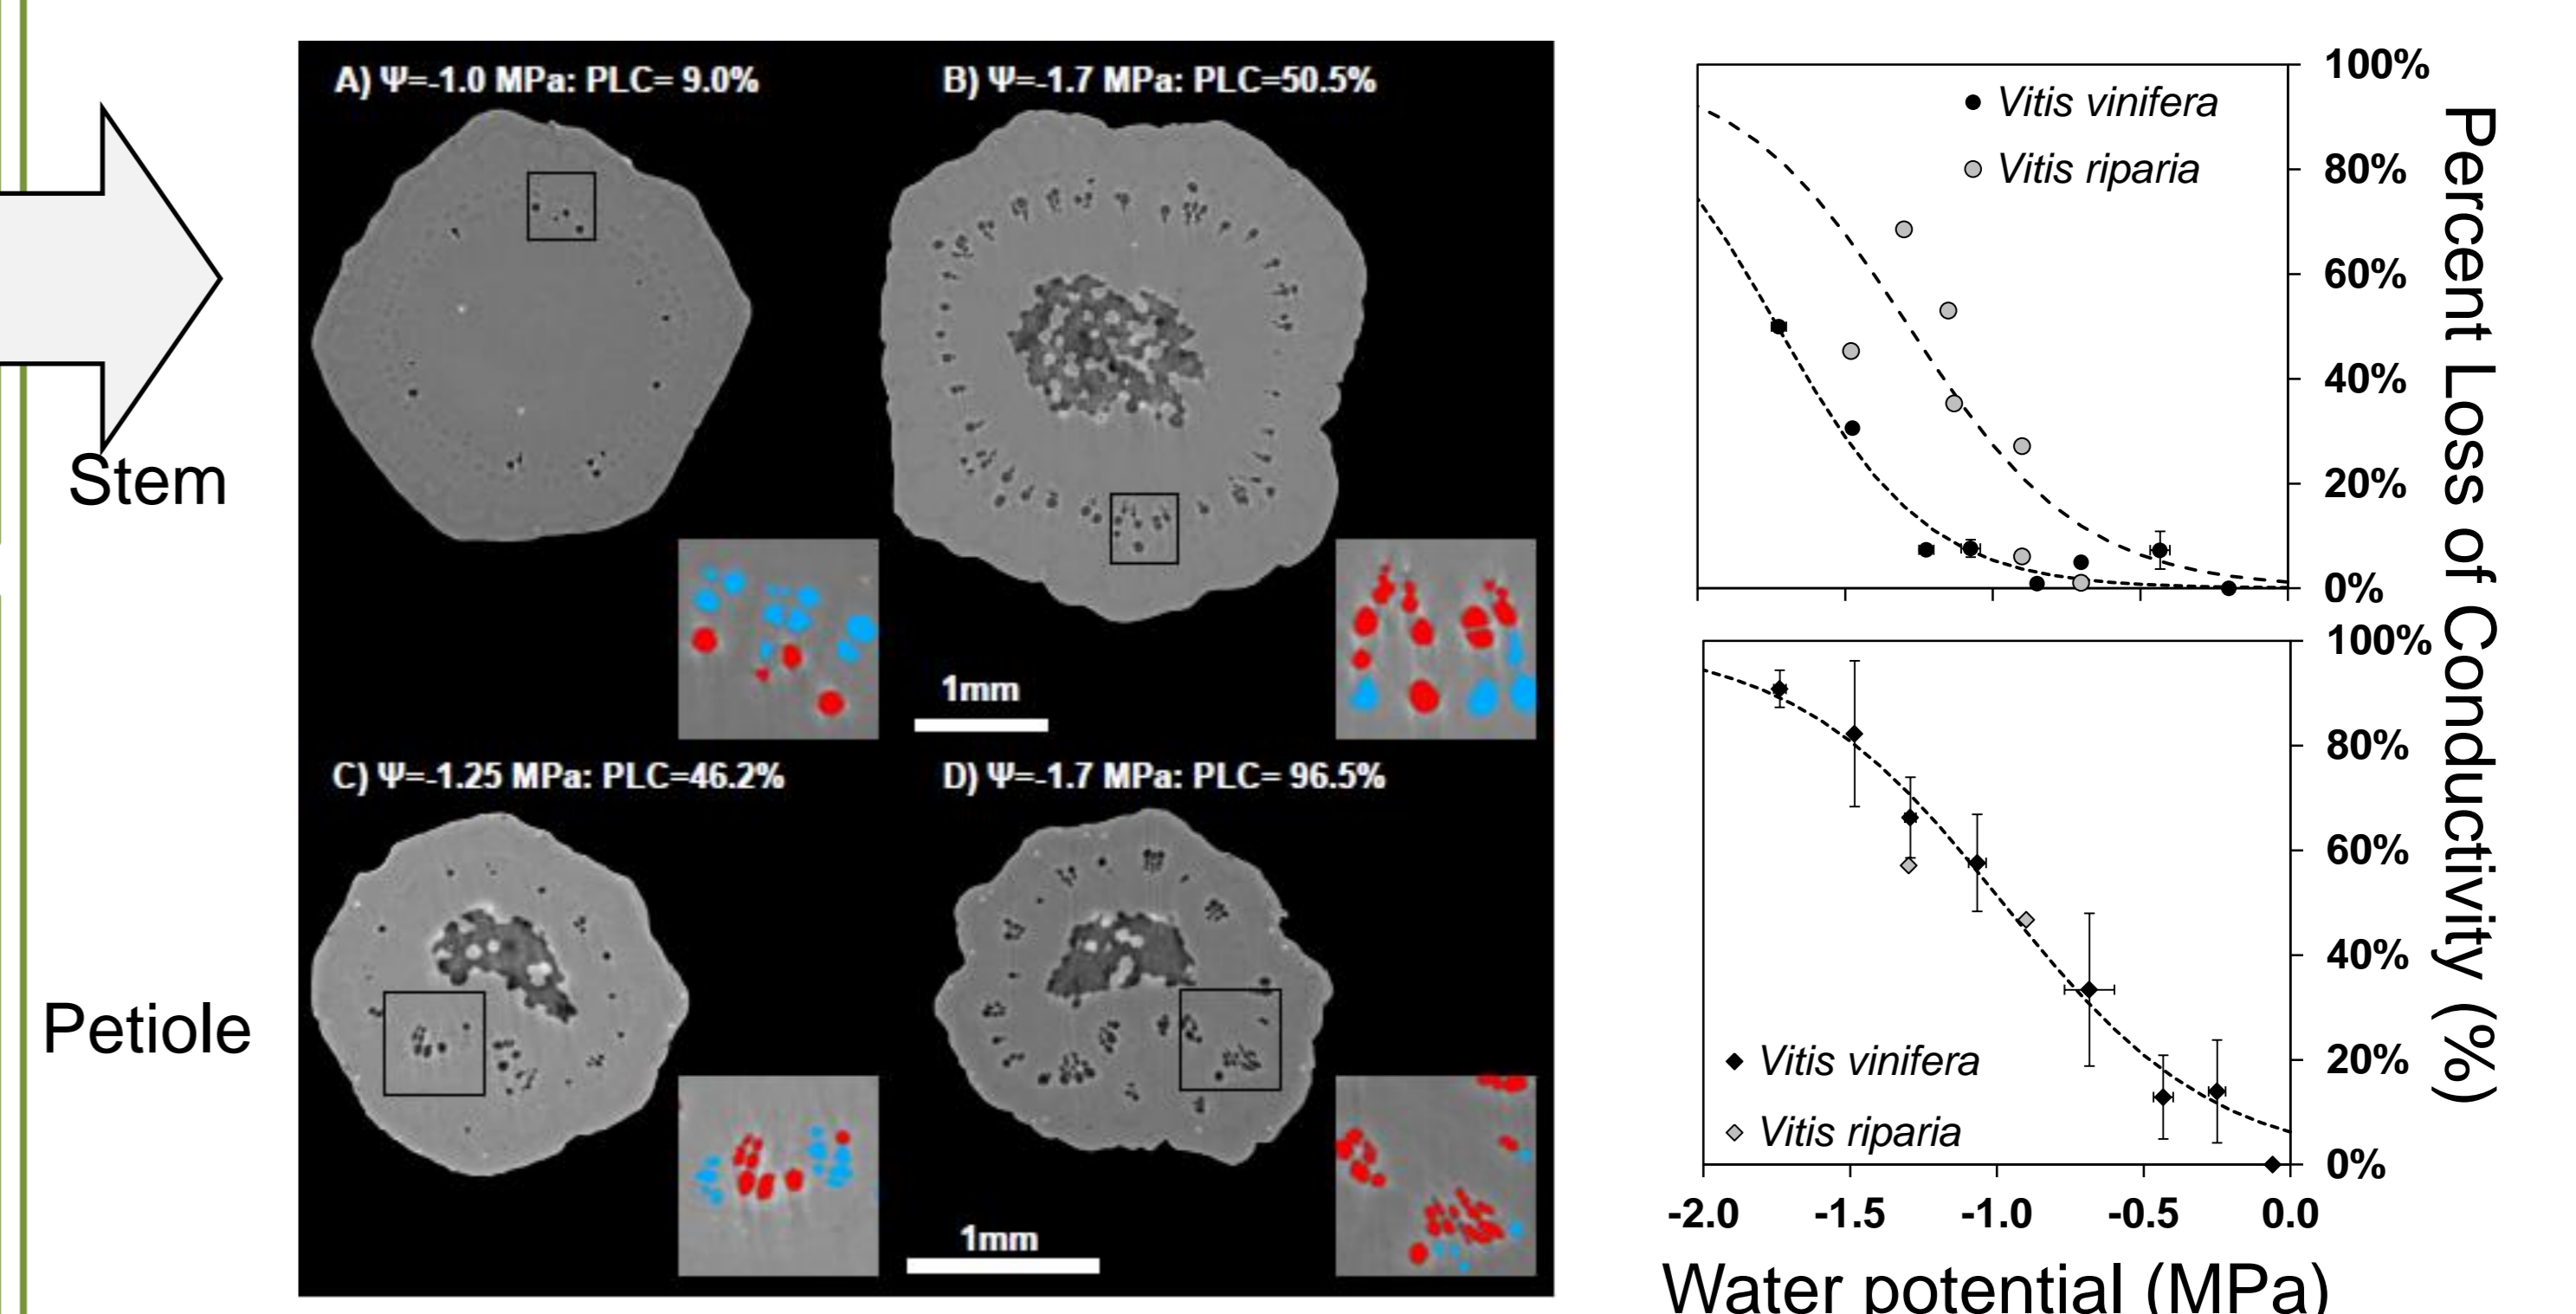 A) Ψ=-1.0 MPa: PLC= 9.0%
B) Ψ=-1.7 MPa: PLC=50.5%
Stem
1mm
C) Ψ=-1.25 MPa: PLC=46.2%
D) Ψ=-1.7 MPa: PLC= 96.5%
Petiole
1mm
Vitis vinifera
Vitis riparia
100%
80%
60%
40%
20%
0%
100%
80%
60%
40%
20%
0%
Vitis vinifera
Vitis riparia
-2.0
-1.5
-1.0
-0.5
0.0
Water potential (MPa)
Percent Loss of Conductivity (%)